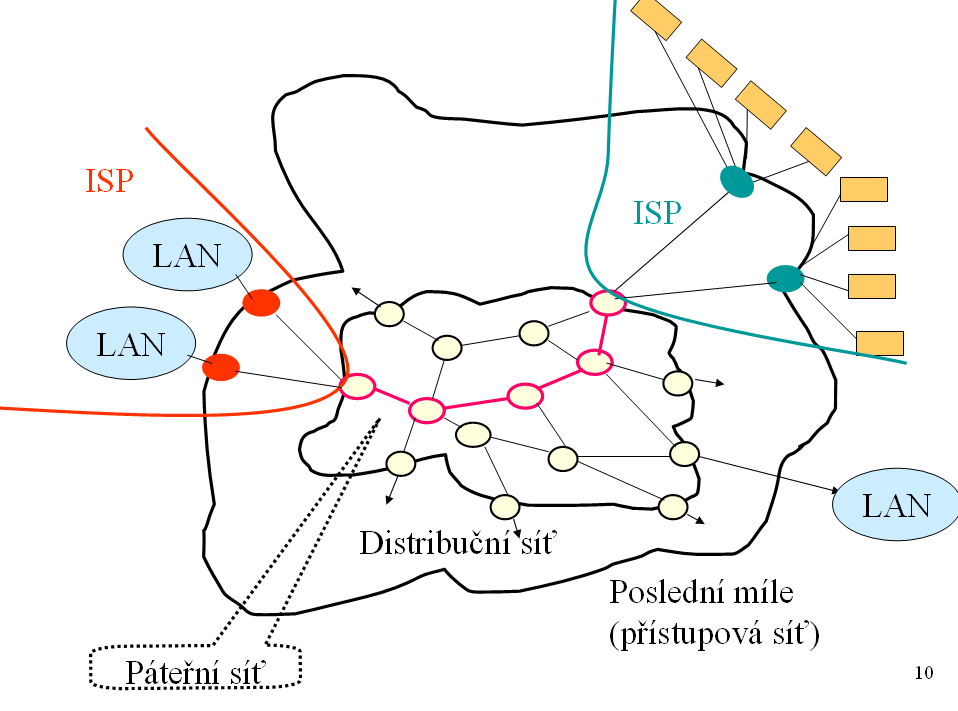 ISP
ISP
LAN
LAN
LAN
Distribuční síť
Poslední míle
(přístupová síť)
Páteřní síť
10